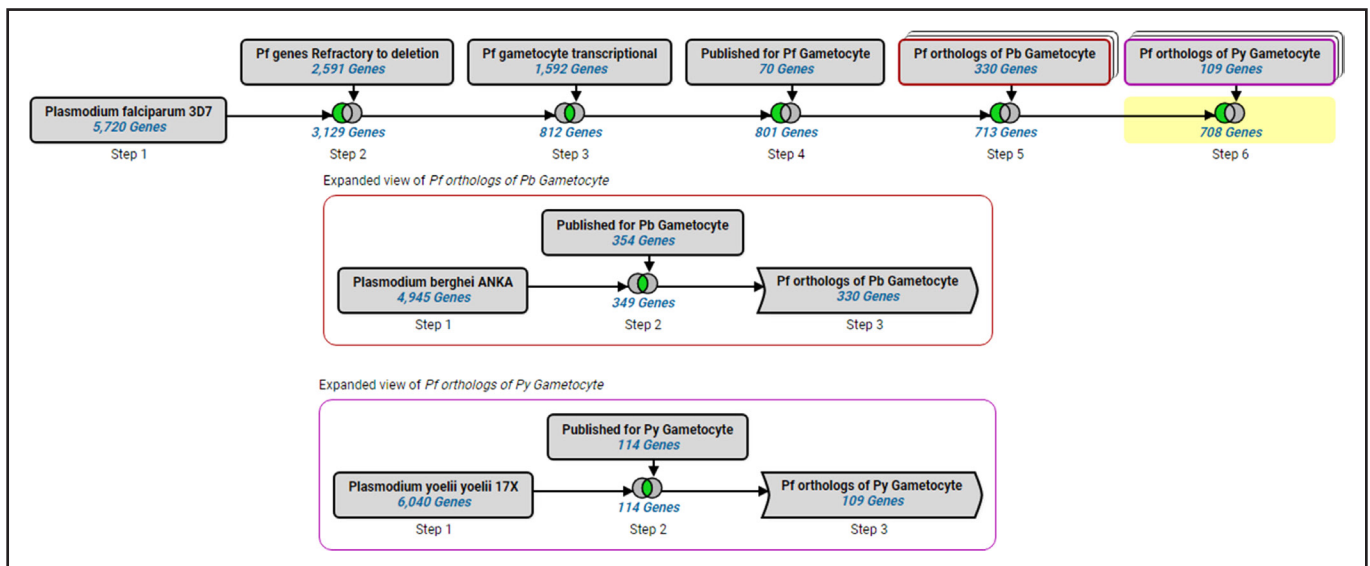 Pf genes Refractory to deletion
2,591 Genes
Pf gametocyte transcriptional
1,592 Genes
Published for Pf Gametocyte
70 Genes
Pf orthologs of Pb Gametocyte
330 Genes
Pf orthologs of Py Gametocyte
109 Genes
Plasmodium falciparum 3D7
5,720 Genes
Step 1
3,129 Genes
Step 2
812 Genes
Step 3
801 Genes
Step 4
713 Genes
Step 5
708 Genes
Step 6
Expanded view of Pf orthologs of Pb Gametocyte
Published for Pb Gametocyte
354 Genes
Plasmodium berghei ANKA
4,945 Genes
Step 1
349 Genes
Step 2
Pf orthologs of Pb Gametocyte
330 Genes
Step 3
Expanded view of Pf orthologs of Py Gametocyte
Published for Py Gametocyte
114 Genes
Plasmodium yoelii yoelii 17X
6,040 Genes
Step 1
114 Genes
Step 2
Pf orthologs of Py Gametocyte
109 Genes
Step 3